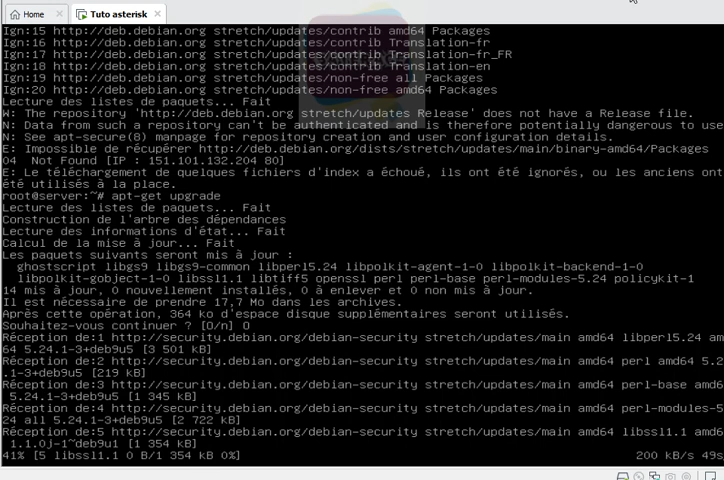 Home
Tuto asterisk
Ign:15 http://deb.debian.org stretch/updates/contrib amd64 Packages
Ign:16 http://deb.debian.org stretch/updates/contrib Translation-fr
Ign:17 http://deb.debian.org stretch/updates/contrib Translation-fr_FR
Ign:18 http://deb.debian.org stretch/updates/contrib Translation-en
Ign:19 http://deb.debian.org stretch/updates/non-free all Packages
Ign:20 http://deb.debian.org stretch/updates/non-free amd64 Packages
Lecture des listes de paquets... Fait
W: The repository 'http://deb.debian.org stretch/updates Release' does not have a Release file.
N: Data from such a repository can't be authenticated and is therefore potentially dangerous to use
N: See apt-secure(8) manpage for repository creation and user configuration details.
E: Impossible de récupérer http://deb.debian.org/dists/stretch/updates/main/binary-amd64/Packages
04  Not Found [IP : 151.101.132.204 80]
E: Le téléchargement de quelques fichiers d'index a échoué, ils ont été ignorés, ou les anciens ont
été utilisés à la place.
root@server:~# apt-get upgrade
Lecture des listes de paquets... Fait
Construction de l'arbre des dépendances
Lecture des informations d'état... Fait
Calcul de la mise à jour... Fait
Les paquets suivants seront mis à jour :
  ghostscript libgs9 libgs9-common libperl5.24 libpolkit-agent-1-0 libpolkit-backend-1-0
  libpolkit-gobject-1-0 libssl1.1 libtiff5 openssl perl perl-base perl-modules-5.24 policykit-1
14 mis à jour, 0 nouvellement installés, 0 à enlever et 0 non mis à jour.
Il est nécessaire de prendre 17,7 Mo dans les archives.
Après cette opération, 364 ko d'espace disque supplémentaires seront utilisés.
Souhaitez-vous continuer ? [O/n] O
Réception de:1 http://security.debian.org/debian-security stretch/updates/main amd64 libperl5.24 am
64 5.24.1-3+deb9u5 [3 501 kB]
Réception de:2 http://security.debian.org/debian-security stretch/updates/main amd64 perl amd64 5.2
.1-3+deb9u5 [219 kB]
Réception de:3 http://security.debian.org/debian-security stretch/updates/main amd64 perl-base amd6
 5.24.1-3+deb9u5 [1 345 kB]
Réception de:4 http://security.debian.org/debian-security stretch/updates/main amd64 perl-modules-5
24 all 5.24.1-3+deb9u5 [2 722 kB]
Réception de:5 http://security.debian.org/debian-security stretch/updates/main amd64 libssl1.1 amd6
 1.1.0j-1~deb9u1 [1 354 kB]
41% [5 libssl1.1 0 B/1 354 kB 0%] 200 kB/s 49s